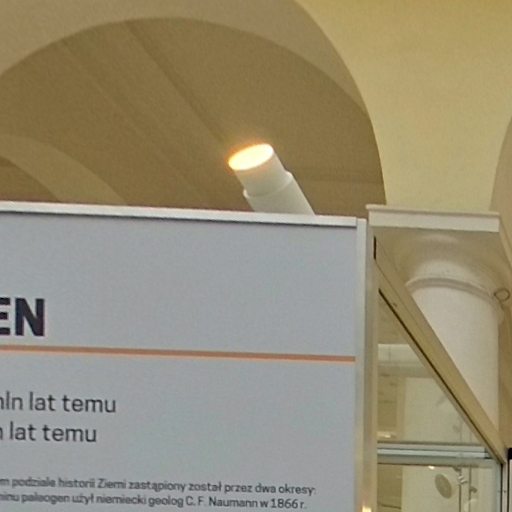 EN
mln lat temu
lat temu
podziale historii Ziemi zastąpiony został przez dwa okresy:
paleogen użył niemiecki geolog C. F. Naumann w 1866 r.